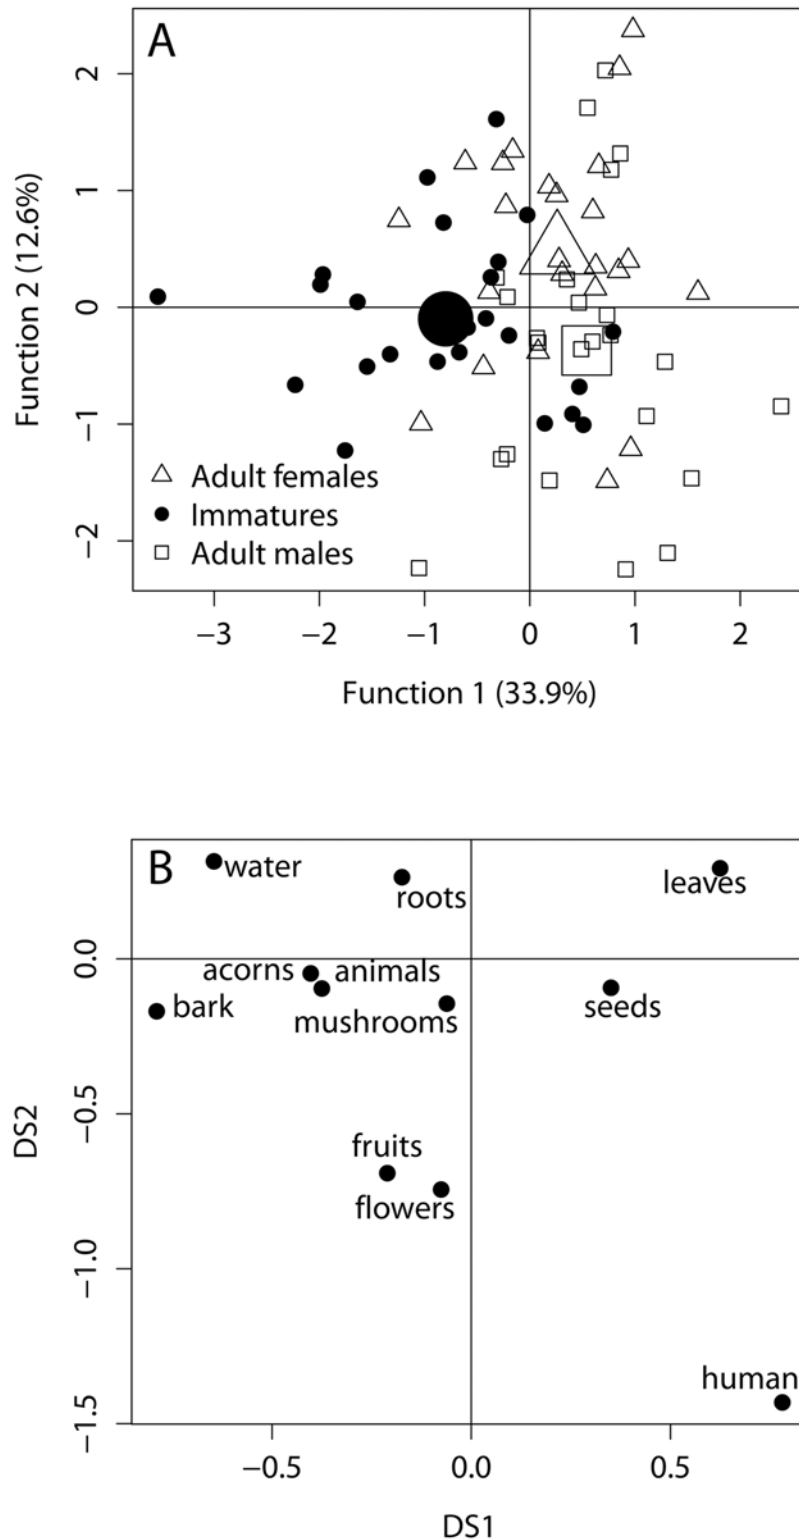 A
2
1
0
−1
−2
Function 2 (12.6%)
Adult females
Immatures
Adult males
−3 −2 −1 0 1 2
Function 1 (33.9%)
B
water
roots
leaves
acorns animals
bark
mushrooms
seeds
fruits
flowers
human
0.0
−0.5
−1.0
−1.5
DS2
−0.5 0.0 0.5
DS1